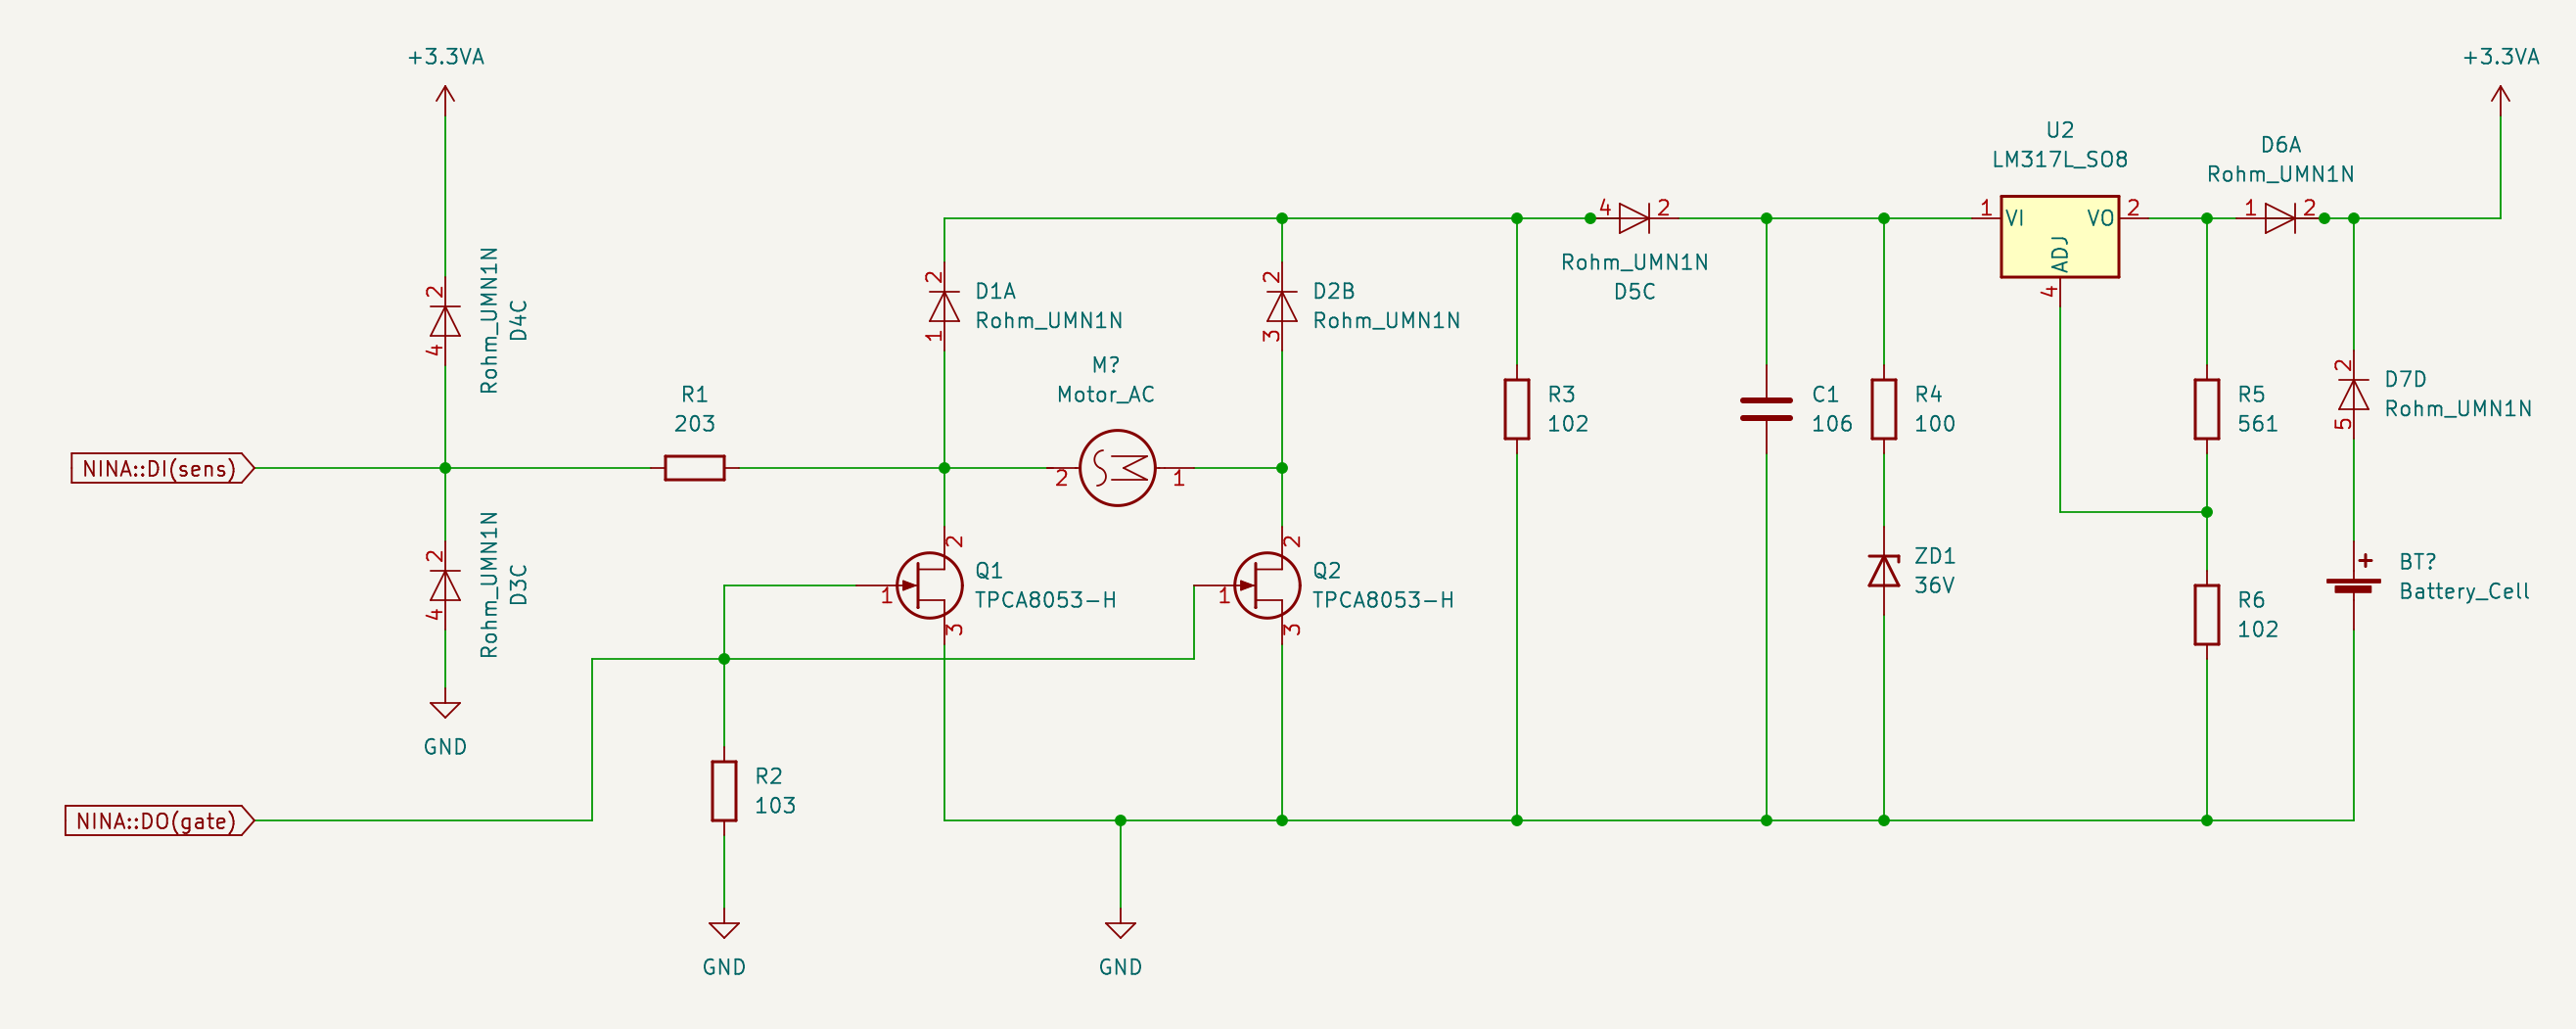 +3.3VA
+3.3VA
U2
LM317L_SO8
D6A
Rohm_UMN1N
4
2
1
VI
VO
2
1
2
ADJ
4
Rohm_UMN1N
D5C
2
4
Rohm_UMN1N
D4C
2
1
D1A
Rohm_UMN1N
2
3
D2B
Rohm_UMN1N
M?
Motor_AC
2
1
R1
203
R3
102
C1
106
R4
100
R5
561
2
5
D7D
Rohm_UMN1N
NINA::DI(sens)
2
4
Rohm_UMN1N
D3C
2
1
3
Q1
TPCA8053-H
2
1
3
Q2
TPCA8053-H
ZD1
36V
+
BT?
Battery_Cell
R6
102
GND
R2
103
NINA::DO(gate)
GND
GND